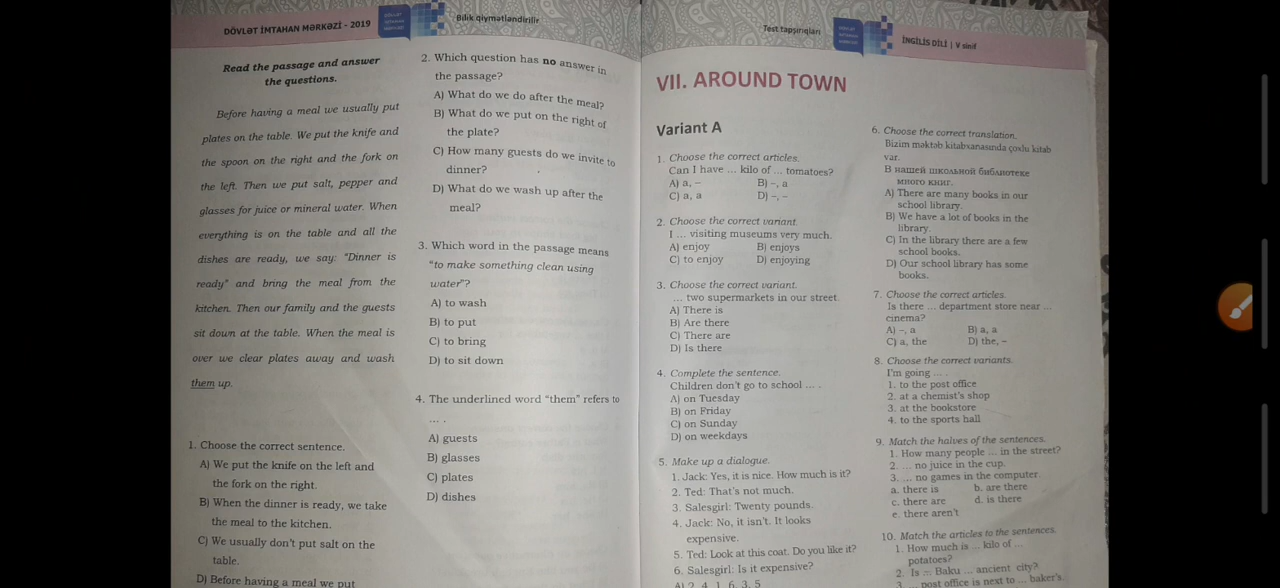 DÖVLƏT İMTAHAN MƏRKƏZİ - 2019
Bilik qiymətləndirilir
Read the passage and answer
the questions.
Before having a meal we usually put
plates on the table. We put the knife and
the spoon on the right and the fork on
the left. Then we put salt, pepper and
glasses for juice or mineral water. When
everything is on the table and all the
dishes are ready, we say: "Dinner is
ready" and bring the meal from the
kitchen. Then our family and the guests
sit down at the table. When the meal is
over we clear plates away and wash
them up.
1. Choose the correct sentence.
A) We put the knife on the left and
the fork on the right.
B) When the dinner is ready, we take
the meal to the kitchen.
C) We usually don't put salt on the
table.
D) Before having a meal we put
2. Which question has no answer in
the passage?
A) What do we do after the meal?
B) What do we put on the right of
the plate?
C) How many guests do we invite to
dinner?
D) What do we wash up after the
meal?
3. Which word in the passage means
"to make something clean using
water"?
A) to wash
B) to put
C) to bring
D) to sit down
4. The underlined word "them" refers to
... .
A) guests
B) glasses
C) plates
D) dishes
Test tapşırıqları
İNGİLİS DİLİ | V sinif
VII. AROUND TOWN
Variant A
1. Choose the correct articles.
Can I have ... kilo of ... tomatoes?
A) a, – B) –, a
C) a, a D) –, –
2. Choose the correct variant.
I ... visiting museums very much.
A) enjoy B) enjoys
C) to enjoy D) enjoying
3. Choose the correct variant.
... two supermarkets in our street.
A) There is
B) Are there
C) There are
D) Is there
4. Complete the sentence.
Children don't go to school ... .
A) on Tuesday
B) on Friday
C) on Sunday
D) on weekdays
5. Make up a dialogue.
1. Jack: Yes, it is nice. How much is it?
2. Ted: That's not much.
3. Salesgirl: Twenty pounds.
4. Jack: No, it isn't. It looks
expensive.
5. Ted: Look at this coat. Do you like it?
6. Salesgirl: Is it expensive?
A) 2, 4, 1, 6, 3, 5
6. Choose the correct translation.
Bizim məktəb kitabxanasında çoxlu kitab
var.
В нашей школьной библиотеке
много книг.
A) There are many books in our
school library.
B) We have a lot of books in the
library.
C) In the library there are a few
school books.
D) Our school library has some
books.
7. Choose the correct articles.
Is there ... department store near ...
cinema?
A) –, a B) a, a
C) a, the D) the, –
8. Choose the correct variants.
I'm going ... .
1. to the post office
2. at a chemist's shop
3. at the bookstore
4. to the sports hall
9. Match the halves of the sentences.
1. How many people ... in the street?
2. ... no juice in the cup.
3. ... no games in the computer.
a. there is b. are there
c. there are d. is there
e. there aren't
10. Match the articles to the sentences.
1. How much is ... kilo of ...
potatoes?
2. Is ... Baku ... ancient city?
3. ... post office is next to ... baker's.